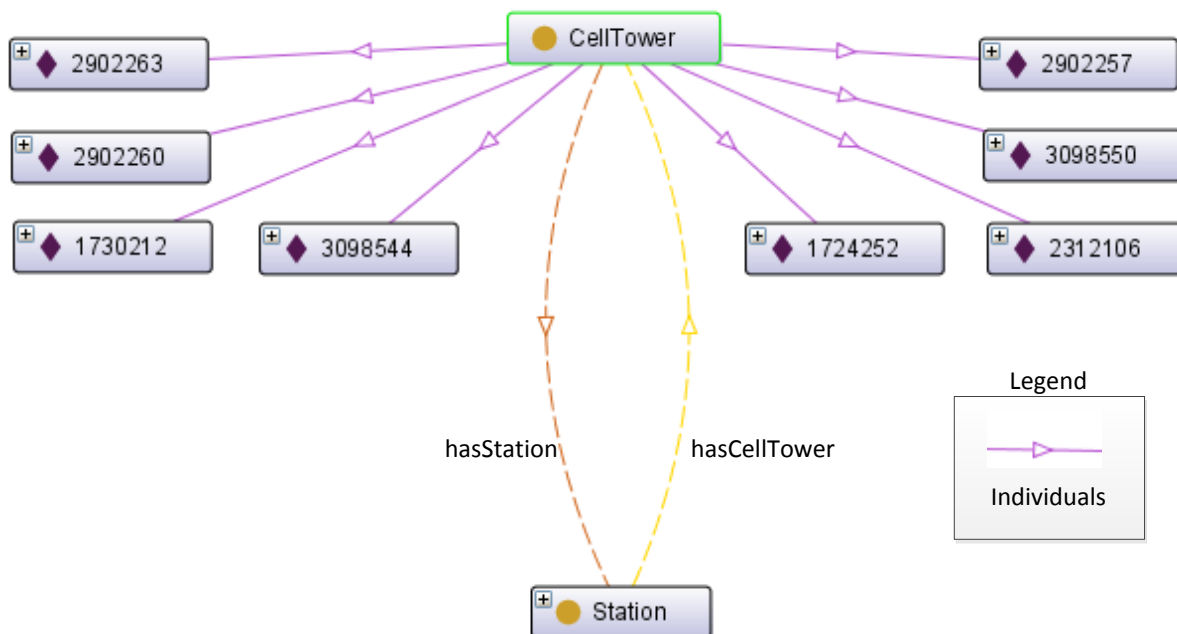 CellTower
2902263
2902257
2902260
3098550
1730212
3098544
1724252
2312106
Legend
hasStation
hasCellTower
Individuals
Station